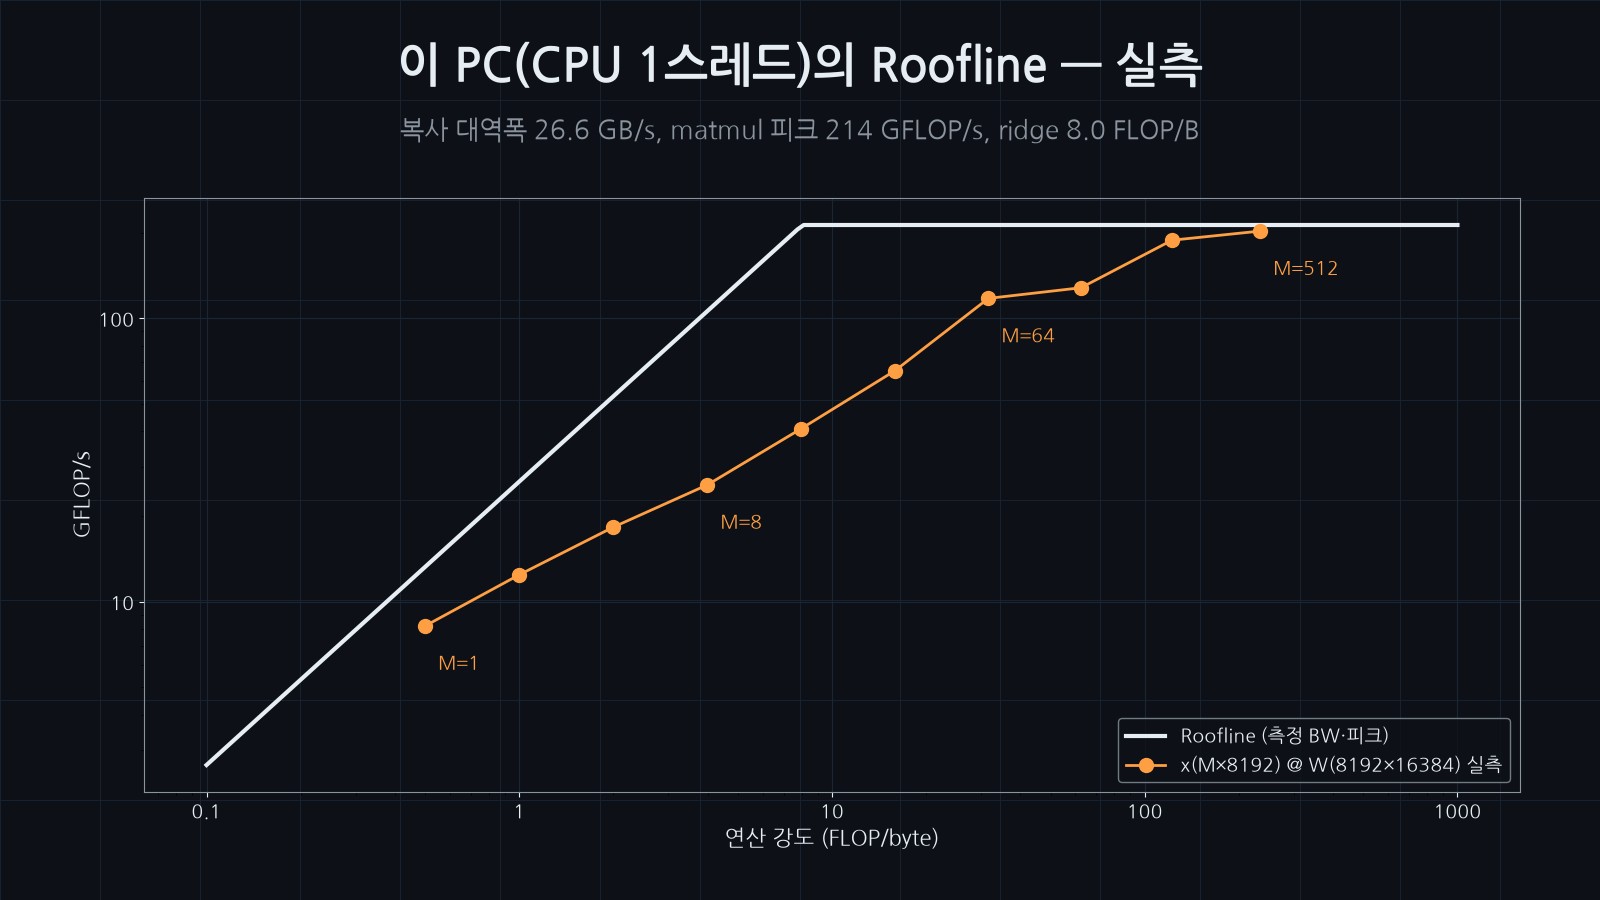 이 PC(CPU 1스레드)의 Roofline — 실측
복사 대역폭 26.6 GB/s, matmul 피크 214 GFLOP/s, ridge 8.0 FLOP/B
GFLOP/s
100
10
M=1
M=8
M=64
M=512
Roofline (측정 BW·피크)
x(M×8192) @ W(8192×16384) 실측
0.1 1 10 100 1000
연산 강도 (FLOP/byte)